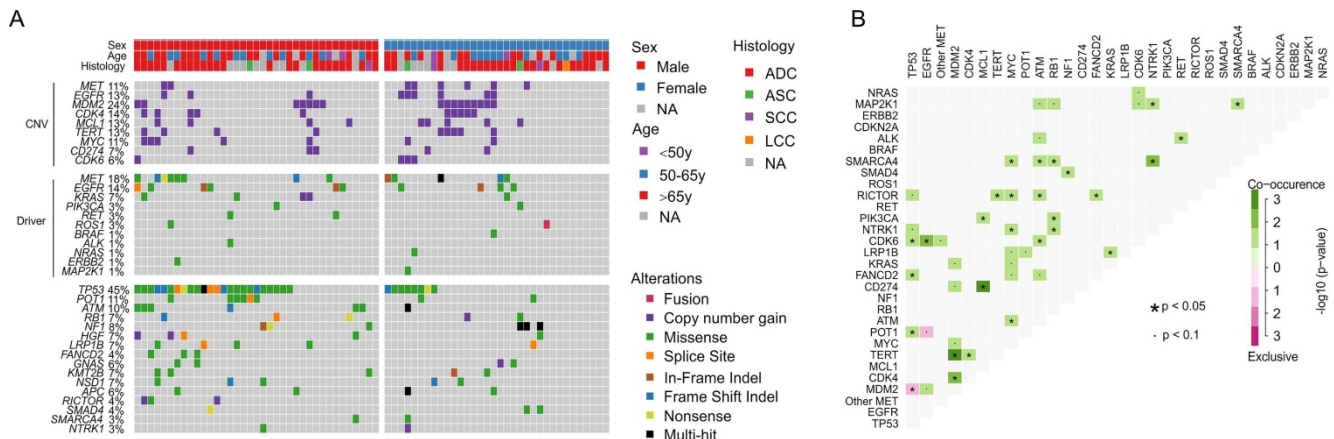 A
Sex
Age
Histology
CNV
MET 11%
EGFR 13%
MDM2 24%
CDK4 14%
MCL1 13%
TERT 13%
MYC 11%
CD274 7%
CDK6 6%
Driver
MET 18%
EGFR 14%
KRAS 7%
PIK3CA 3%
RET 3%
ROS1 3%
BRAF 1%
ALK 1%
NRAS 1%
ERBB2 1%
MAP2K1 1%
TP53 45%
POT1 11%
ATM 10%
RB1 7%
NF1 8%
HGF 7%
LRP1B 7%
FANCD2 4%
GNAS 6%
KMT2B 7%
NSD1 7%
APC 6%
RICTOR 4%
SMAD4 4%
SMARCA4 3%
NTRK1 3%
Sex
Male
Female
NA
Age
<50y
50-65y
>65y
NA
Histology
ADC
ASC
SCC
LCC
NA
Alterations
Fusion
Copy number gain
Missense
Splice Site
In-Frame Indel
Frame Shift Indel
Nonsense
Multi-hit
B
TP53
EGFR
Other MET
MDM2
CDK4
MCL1
TERT
MYC
POT1
ATM
RB1
NF1
CD274
FANCD2
KRAS
LRP1B
CDK6
NTRK1
PIK3CA
RET
RICTOR
ROS1
SMAD4
SMARCA4
BRAF
ALK
CDKN2A
ERBB2
MAP2K1
NRAS
NRAS
MAP2K1
ERBB2
CDKN2A
ALK
BRAF
SMARCA4
SMAD4
ROS1
RICTOR
RET
PIK3CA
NTRK1
CDK6
LRP1B
KRAS
FANCD2
CD274
NF1
RB1
ATM
POT1
MYC
TERT
MCL1
CDK4
MDM2
Other MET
EGFR
TP53
Co-occurence
3
2
1
0
1
2
3
Exclusive
-log10 (p-value)
* p < 0.05
· p < 0.1